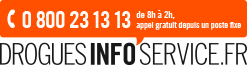 0 800 23 13 13
de 8h à 2h,
appel gratuit depuis un poste fixe
DROGUES INFO SERVICE.FR